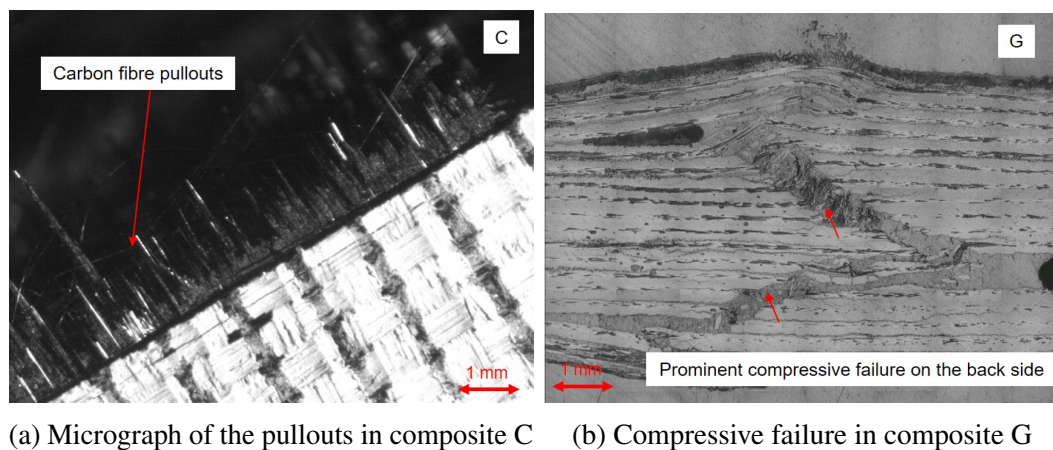 C
Carbon fibre pullouts
1 mm
G
Prominent compressive failure on the back side
1 mm
(a) Micrograph of the pullouts in composite C
(b) Compressive failure in composite G